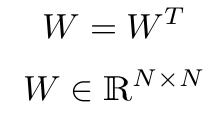 W = W^T
W ∈ ℝ^{N×N}